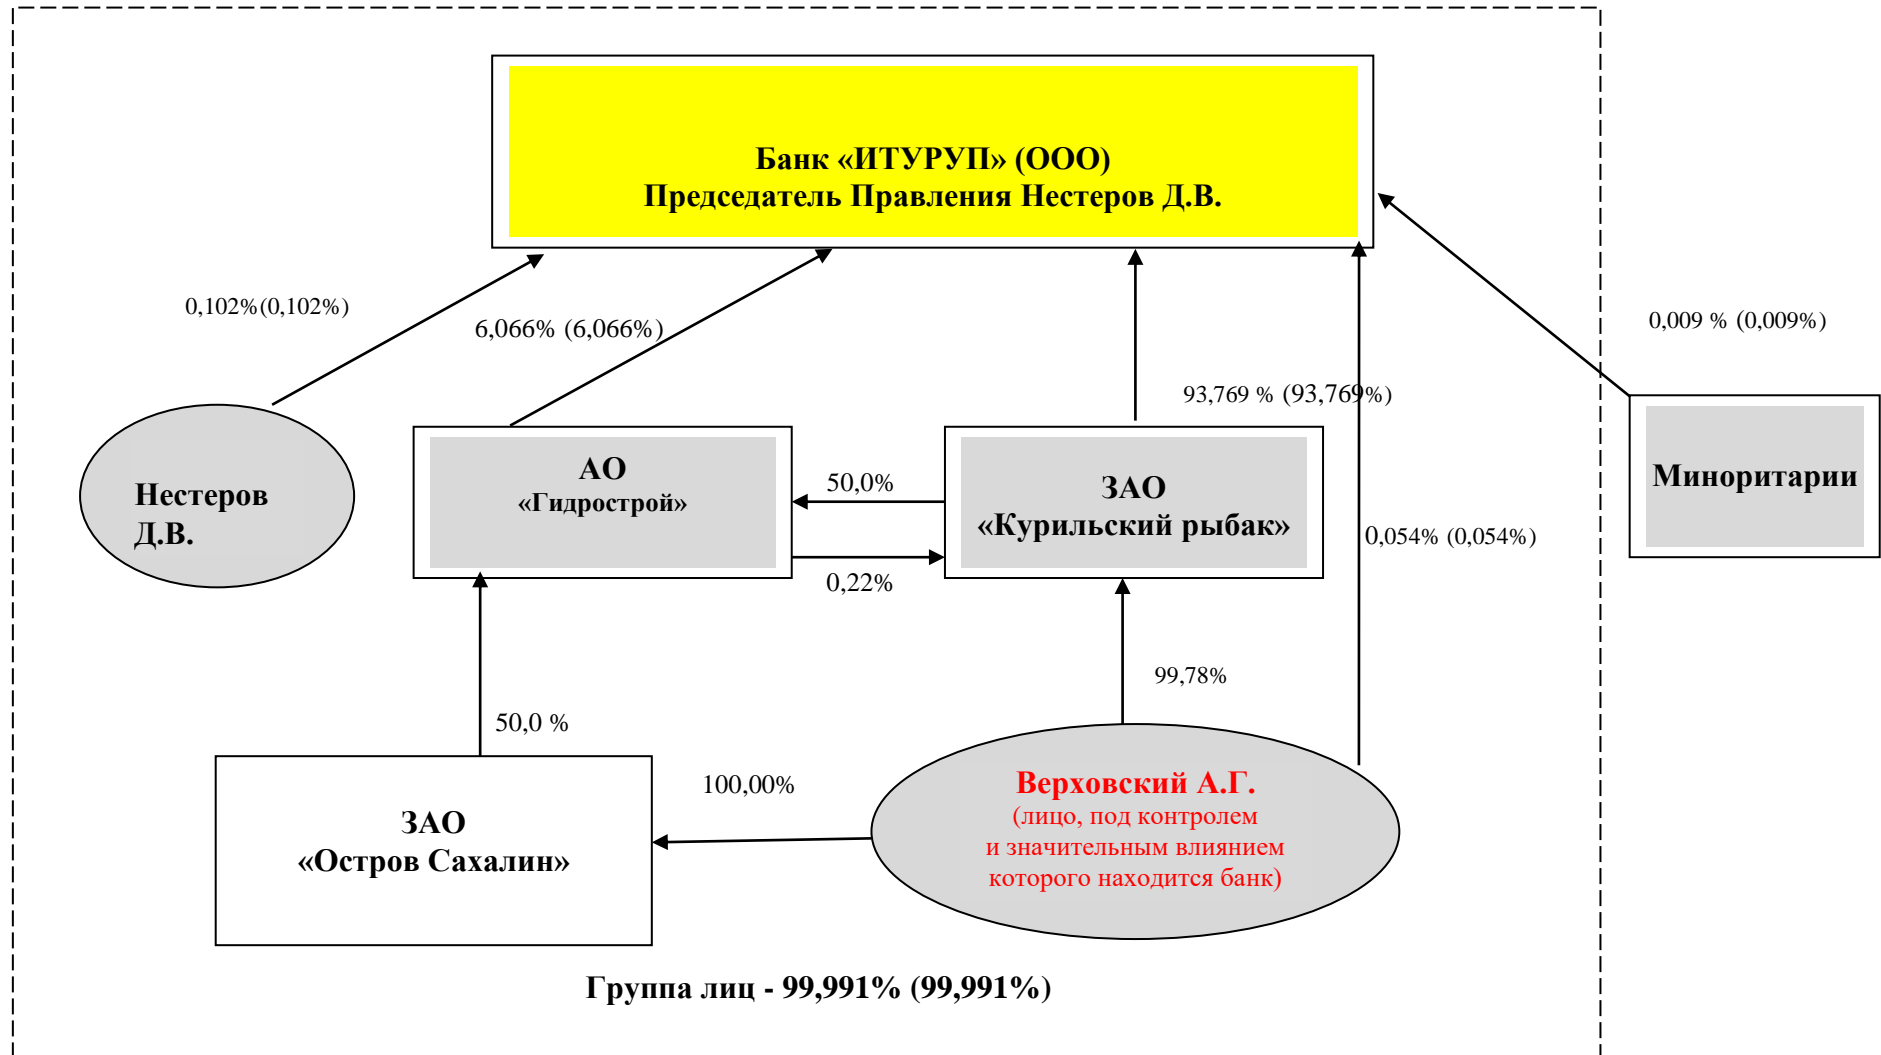 Банк «ИТУРУП» (ООО)
Председатель Правления Нестеров Д.В.
0,102%(0,102%)
6,066% (6,066%)
0,009 % (0,009%)
93,769 % (93,769%)
Нестеров
Д.В.
АО
«Гидрострой»
50,0%
0,22%
ЗАО
«Курильский рыбак»
0,054% (0,054%)
Миноритарии
99,78%
50,0 %
100,00%
ЗАО
«Остров Сахалин»
Верховский А.Г.
(лицо, под контролем
и значительным влиянием
которого находится банк)
Группа лиц - 99,991% (99,991%)